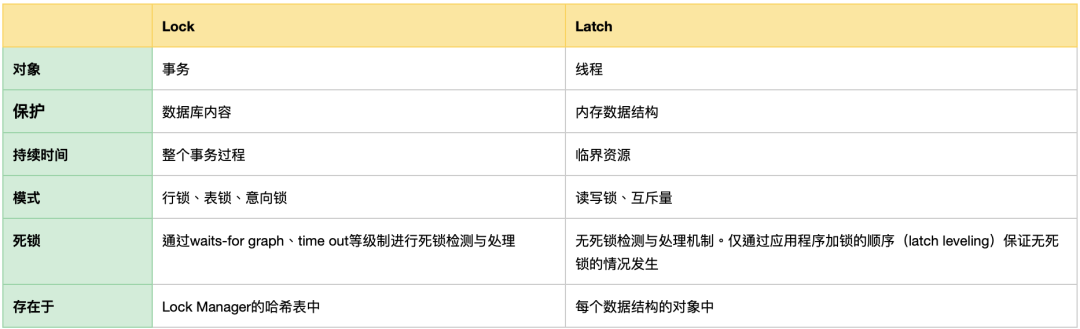 Lock Latch
对象 事务 线程
保护 数据库内容 内存数据结构
持续时间 整个事务过程 临界资源
模式 行锁、表锁、意向锁 读写锁、互斥量
死锁 通过waits-for graph、time out等级制进行死锁检测与处理 无死锁检测与处理机制。仅通过应用程序加锁的顺序（latch leveling）保证无死
锁的情况发生
存在于 Lock Manager的哈希表中 每个数据结构的对象中